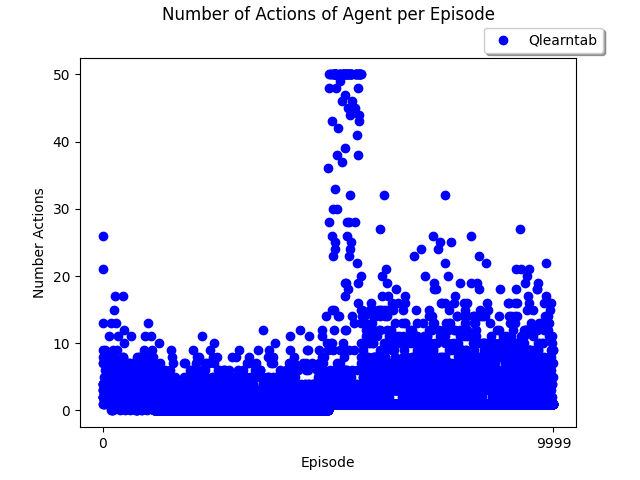 Number of Actions of Agent per Episode
Qlearntab
50
40
30
20
10
0
Number Actions
0 9999
Episode